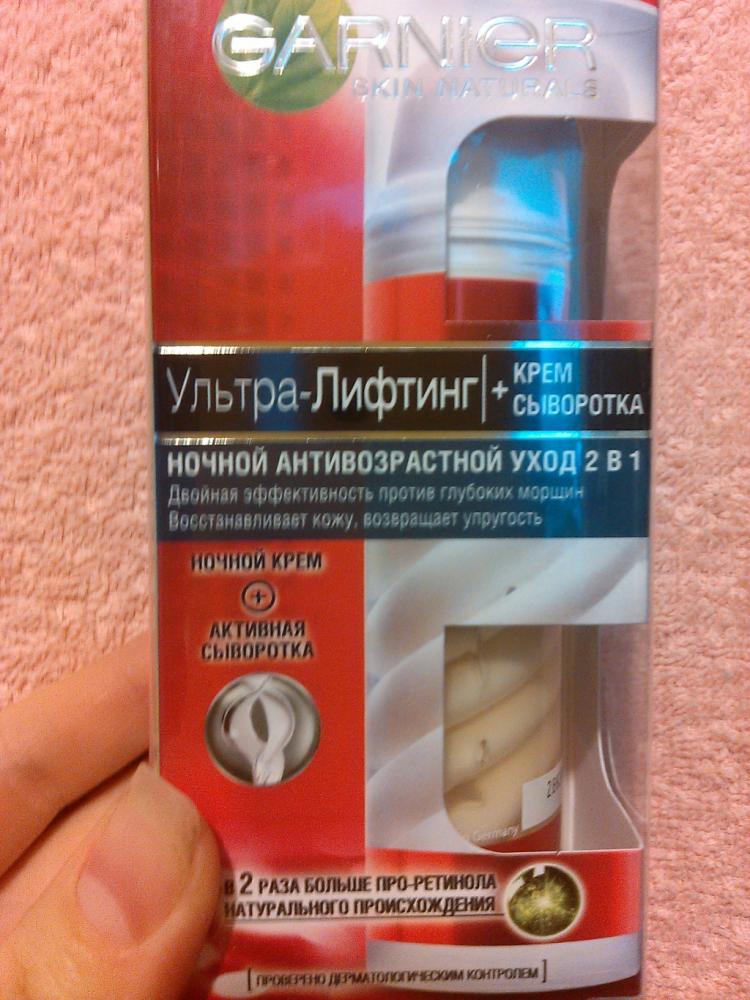 GARNIER
SKIN NATURALS
Ультра-Лифтинг + КРЕМ
СЫВОРОТКА
НОЧНОЙ АНТИВОЗРАСТНОЙ УХОД 2 В 1
Двойная эффективность против глубоких морщин
Восстанавливает кожу, возвращает упругость
НОЧНОЙ КРЕМ
+
АКТИВНАЯ
СЫВОРОТКА
Germany
В 2 РАЗА БОЛЬШЕ ПРО-РЕТИНОЛА
НАТУРАЛЬНОГО ПРОИСХОЖДЕНИЯ
[ПРОВЕРЕНО ДЕРМАТОЛОГИЧЕСКИМ КОНТРОЛЕМ]